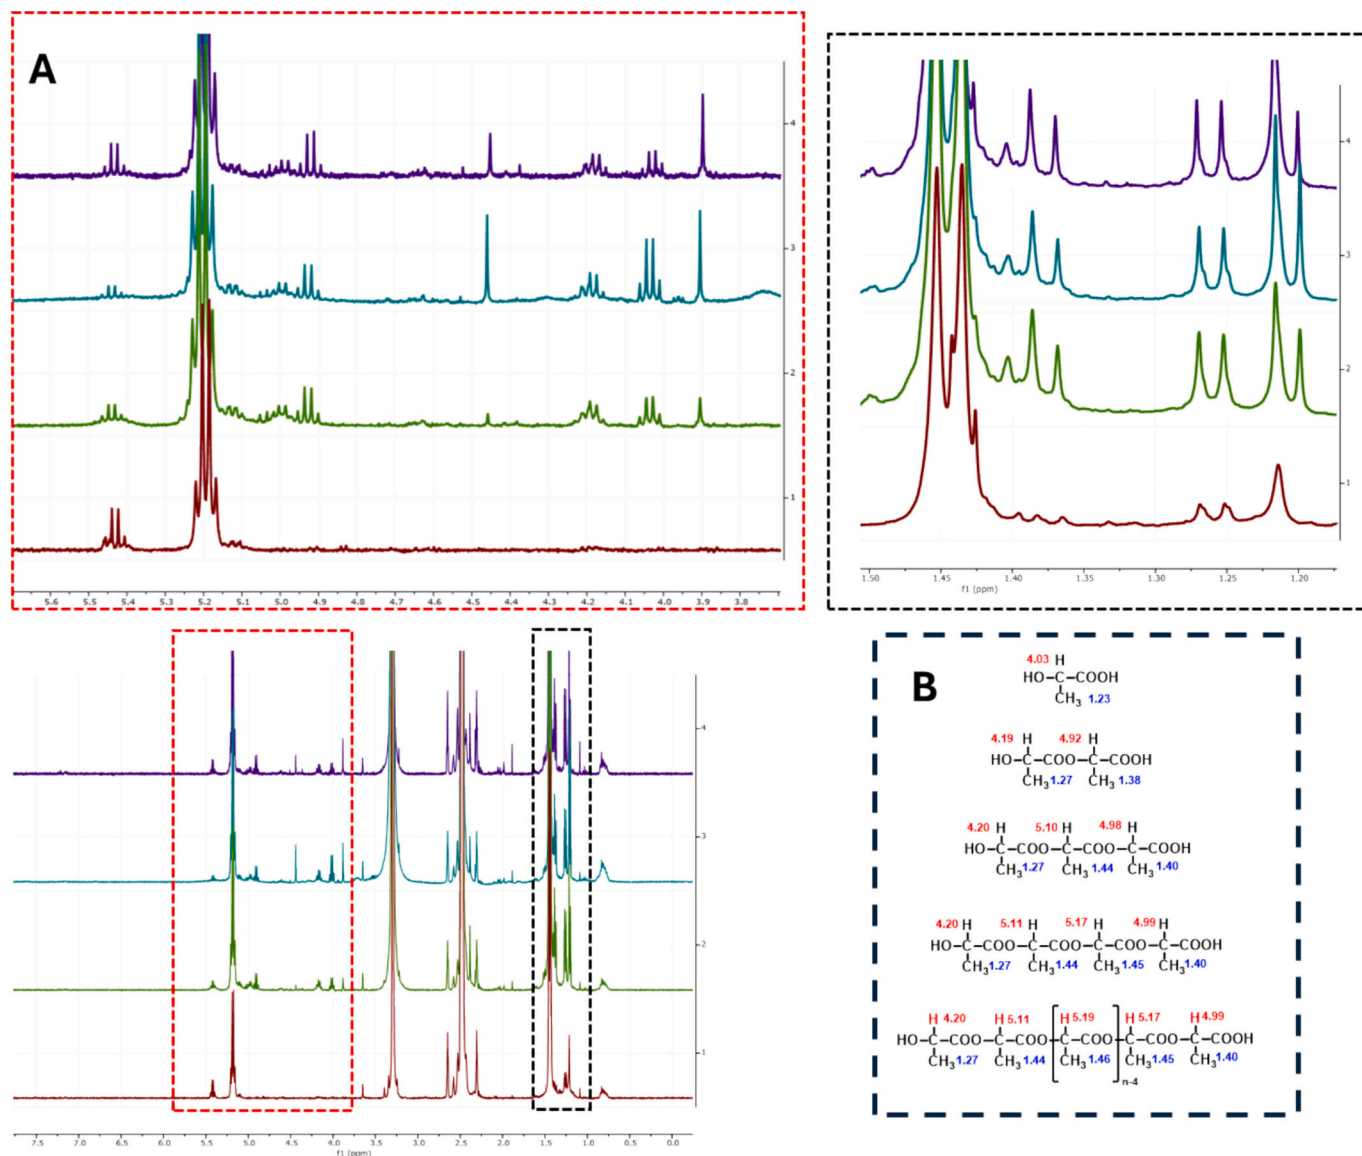 A
4
3
2
1
5.6 5.5 5.4 5.3 5.2 5.1 5.0 4.9 4.8 4.7 4.6 4.5 4.4 4.3 4.2 4.1 4.0 3.9 3.8
4
3
2
1
1.50 1.45 1.40 1.35 1.30 1.25 1.20
f1 (ppm)
4
3
2
1
7.5 7.0 6.5 6.0 5.5 5.0 4.5 4.0 3.5 3.0 2.5 2.0 1.5 1.0 0.5 0.0
f1 (ppm)
B
4.03 H
HO—C—COOH
CH3 1.23
4.19 H 4.92 H
HO—C—COO—C—COOH
CH3 1.27 CH3 1.38
4.20 H 5.10 H 4.98 H
HO—C—COO—C—COO—C—COOH
CH3 1.27 CH3 1.44 CH3 1.40
4.20 H 5.11 H 5.17 H 4.99 H
HO—C—COO—C—COO—C—COO—C—COOH
CH3 1.27 CH3 1.44 CH3 1.45 CH3 1.40
H 4.20 H 5.11 H 5.19 H 5.17 H 4.99
HO—C—COO—C—COO—C—COO—C—COO—C—COOH
CH3 1.27 CH3 1.44 CH3 1.46 CH3 1.45 CH3 1.40
n-4